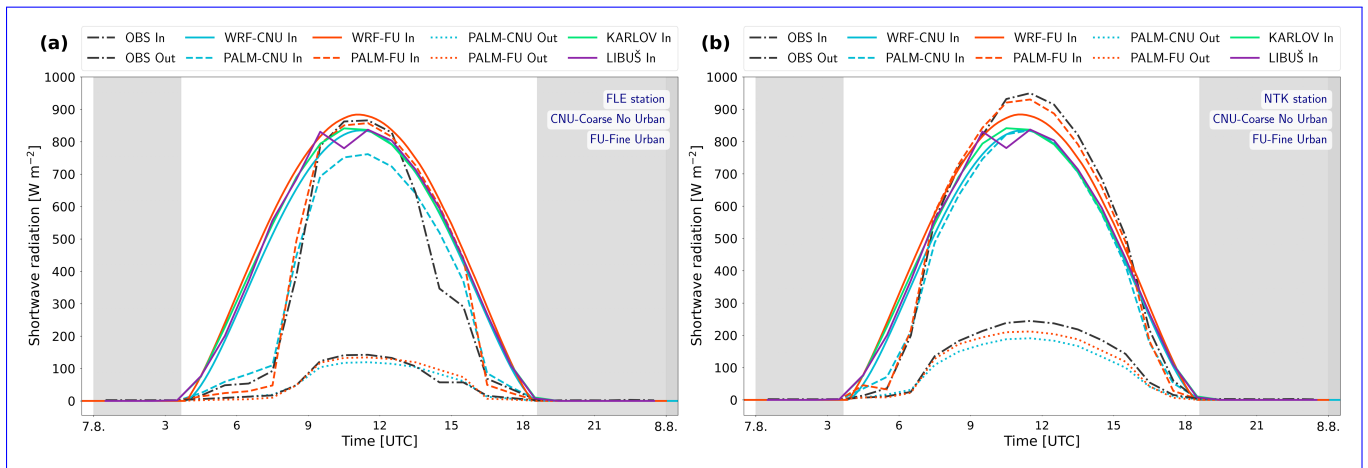 (a)
OBS In
WRF-CNU In
WRF-FU In
PALM-CNU Out
KARLOV In
OBS Out
PALM-CNU In
PALM-FU In
PALM-FU Out
LIBUŠ In
1000
900
800
700
600
500
400
300
200
100
0
Shortwave radiation [W m⁻²]
FLE station
CNU-Coarse No Urban
FU-Fine Urban
7.8.
3
6
9
12
15
18
21
8.8.
Time [UTC]
(b)
OBS In
WRF-CNU In
WRF-FU In
PALM-CNU Out
KARLOV In
OBS Out
PALM-CNU In
PALM-FU In
PALM-FU Out
LIBUŠ In
1000
900
800
700
600
500
400
300
200
100
0
Shortwave radiation [W m⁻²]
NTK station
CNU-Coarse No Urban
FU-Fine Urban
7.8.
3
6
9
12
15
18
21
8.8.
Time [UTC]